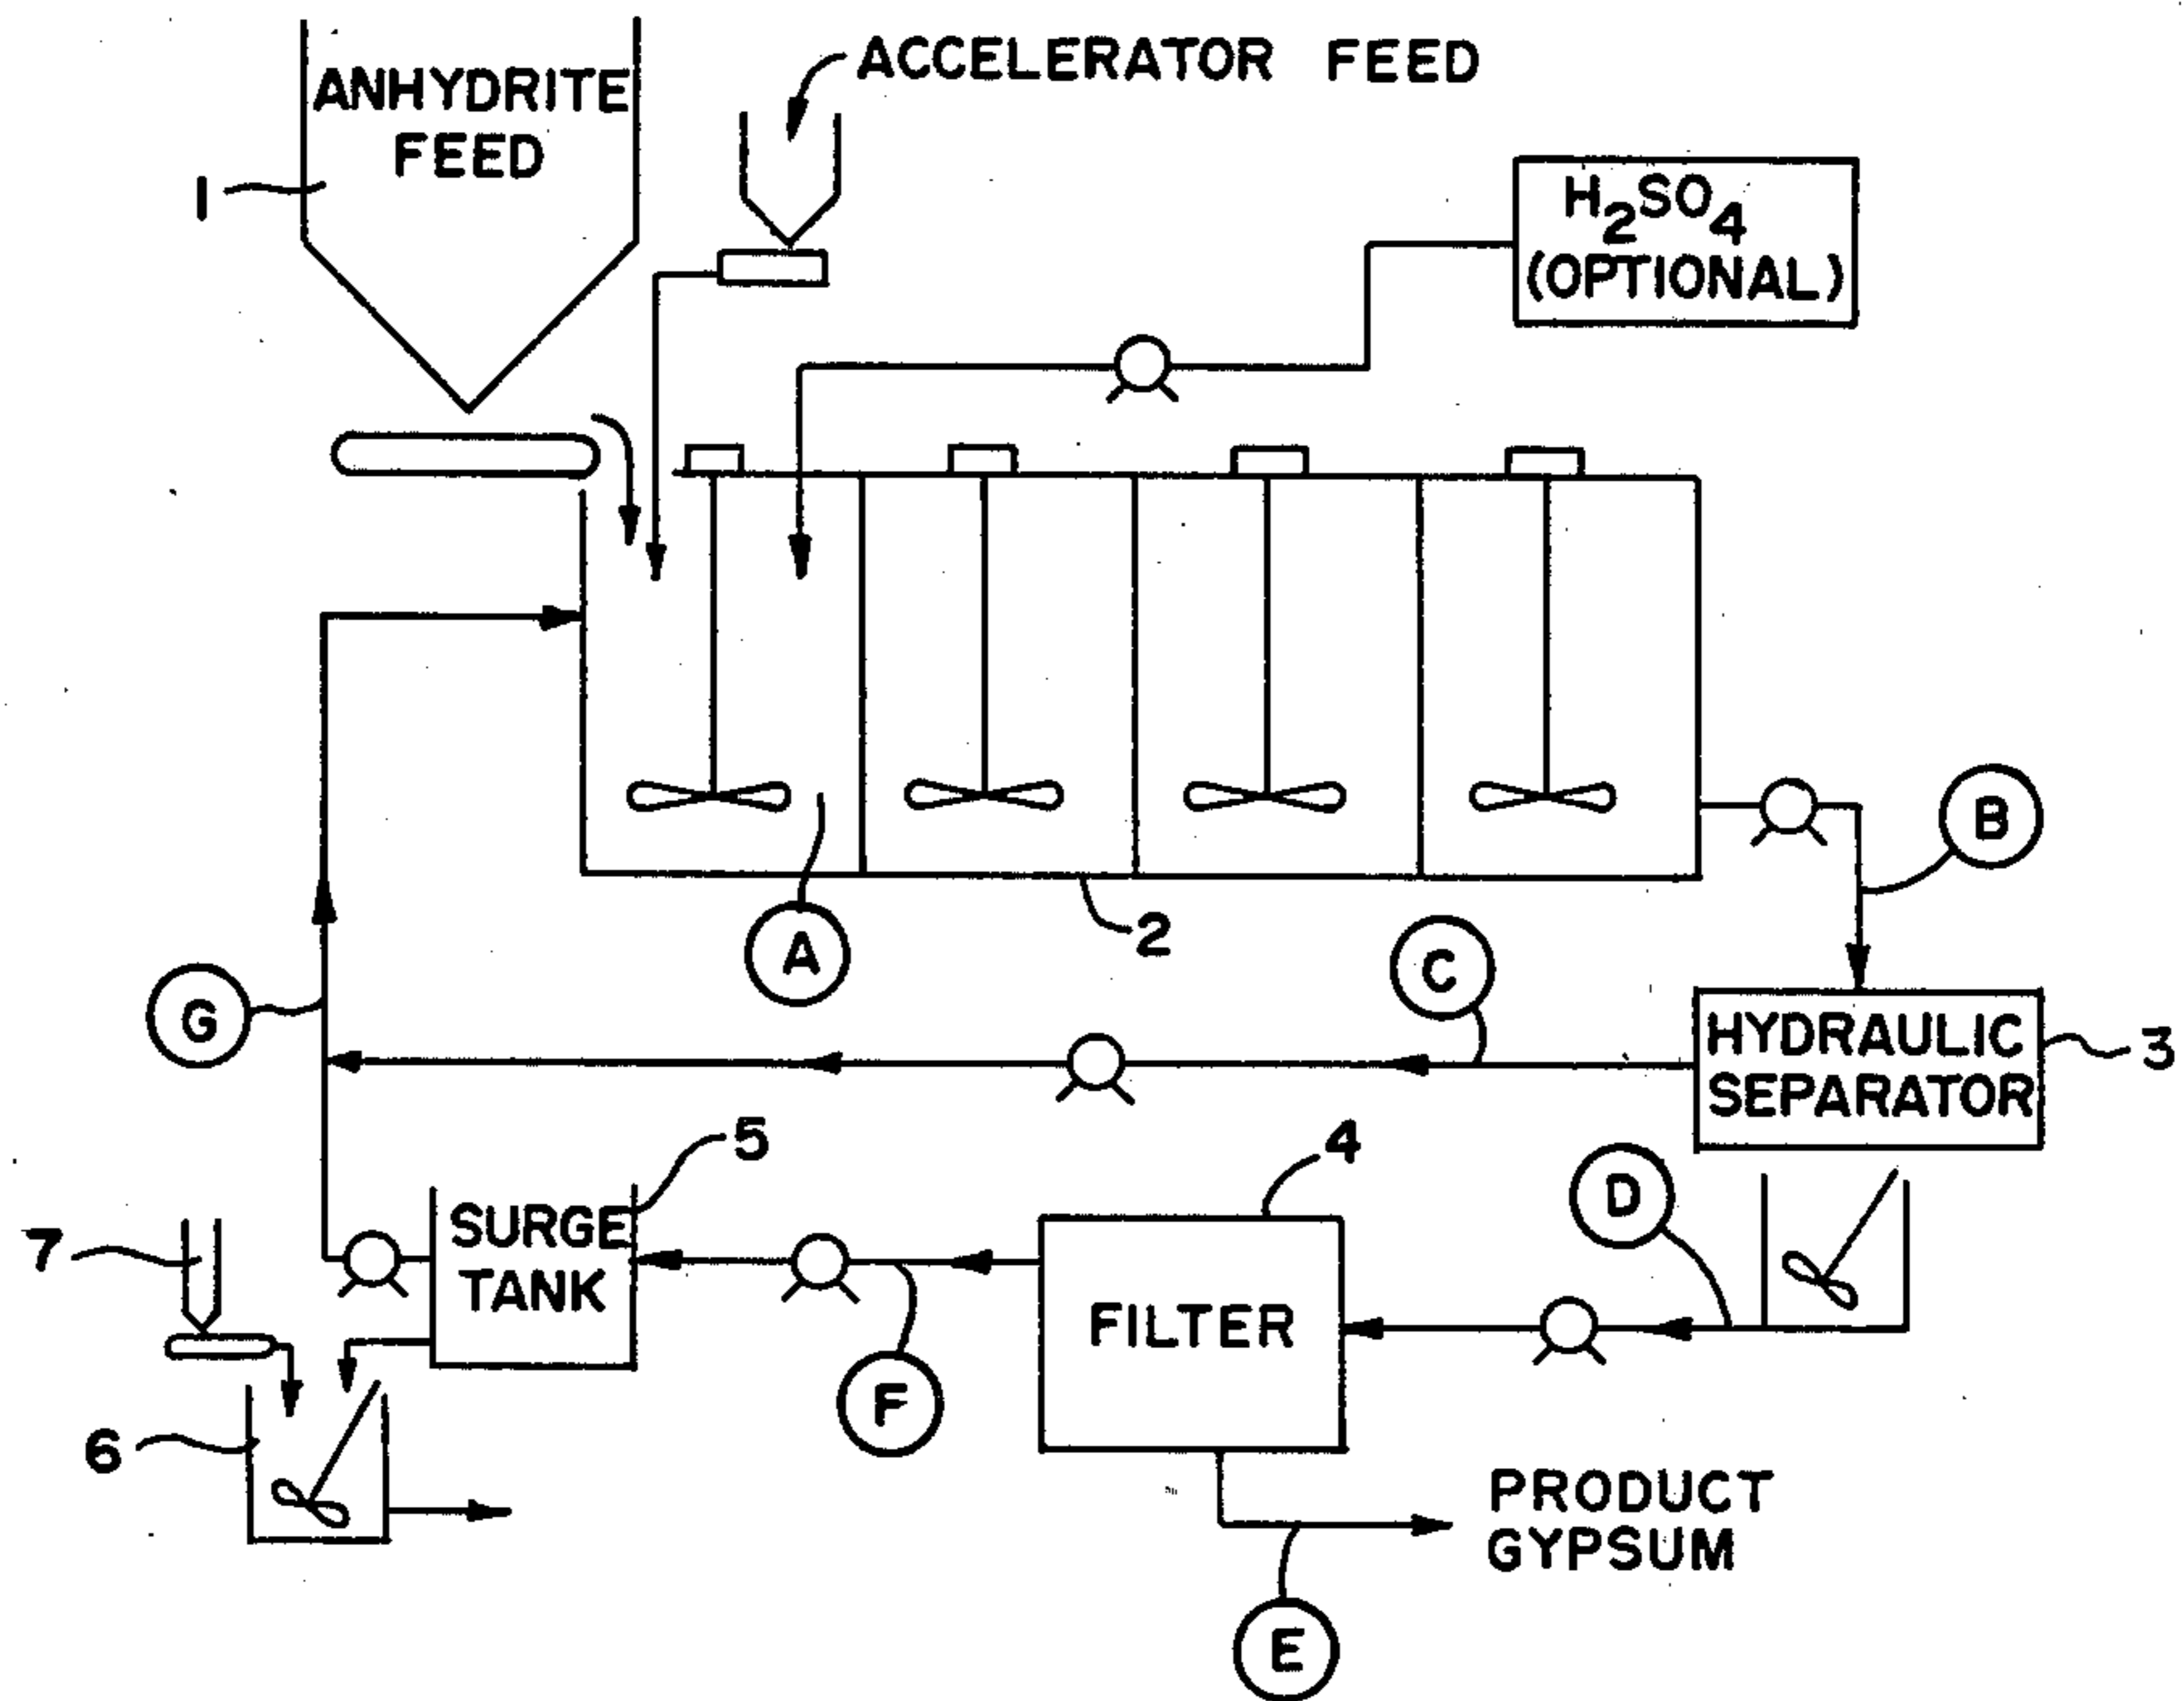 ANHYDRITE
FEED
ACCELERATOR FEED
1
H2SO4
(OPTIONAL)
B
A
2
C
G
HYDRAULIC
SEPARATOR
3
5
4
D
SURGE
TANK
7
FILTER
F
6
PRODUCT
GYPSUM
E